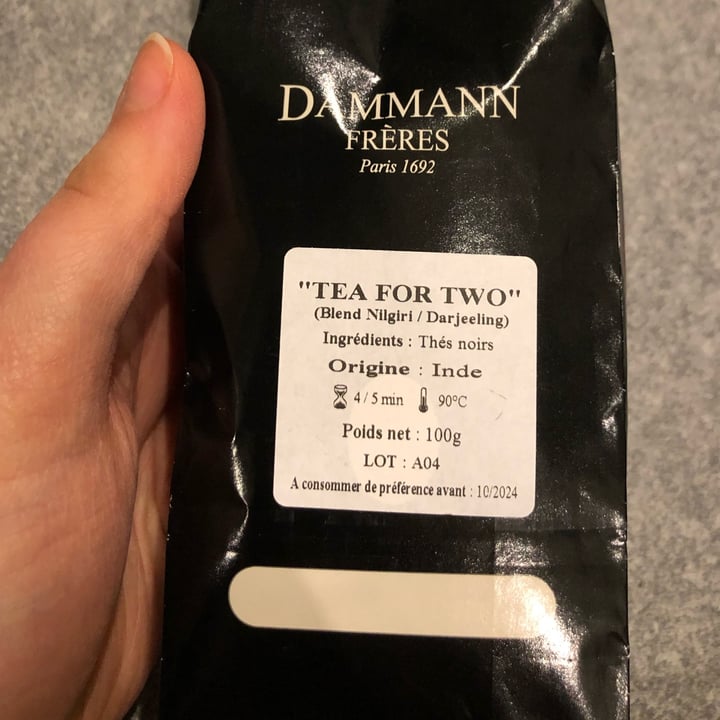 DAMMANN
FRÈRES
Paris 1692
"TEA FOR TWO"
(Blend Nilgiri / Darjeeling)
Ingrédients : Thés noirs
Origine : Inde
4 / 5 min 90°C
Poids net : 100g
LOT : A04
A consommer de préférence avant : 10/2024